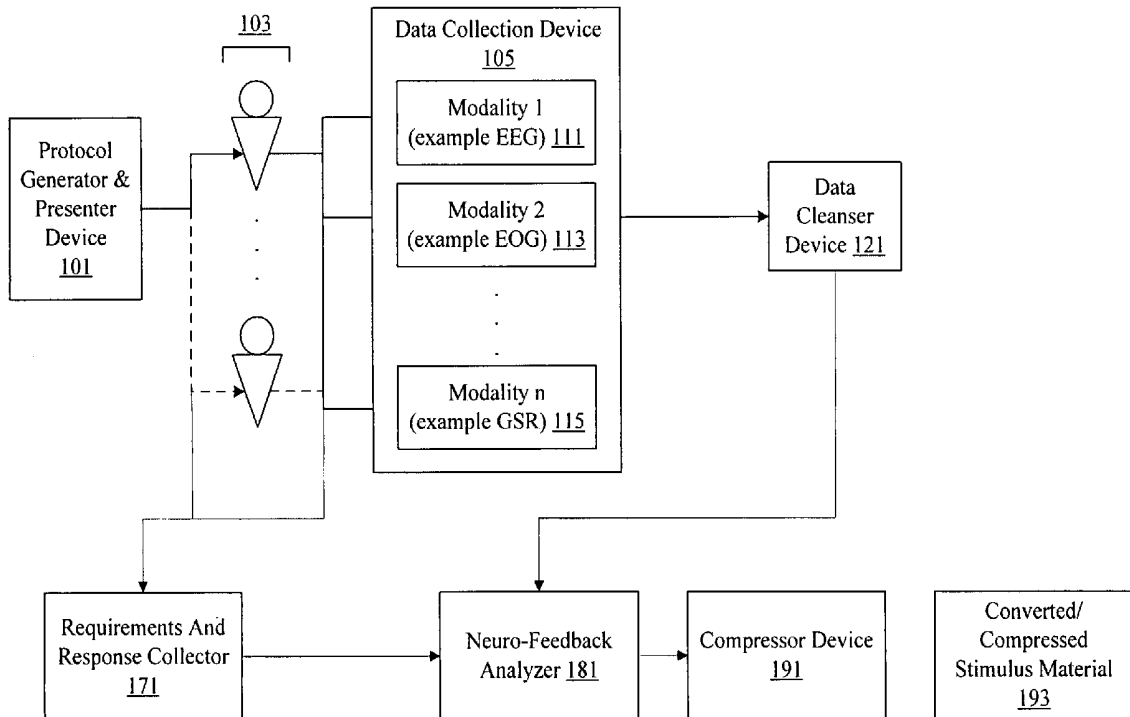 103
Data Collection Device
105
Modality 1
(example EEG) 111
Protocol
Generator &
Presenter
Device
101
Modality 2
(example EOG) 113
Data
Cleanser
Device 121
Modality n
(example GSR) 115
Requirements And
Response Collector
171
Neuro-Feedback
Analyzer 181
Compressor Device
191
Converted/
Compressed
Stimulus Material
193